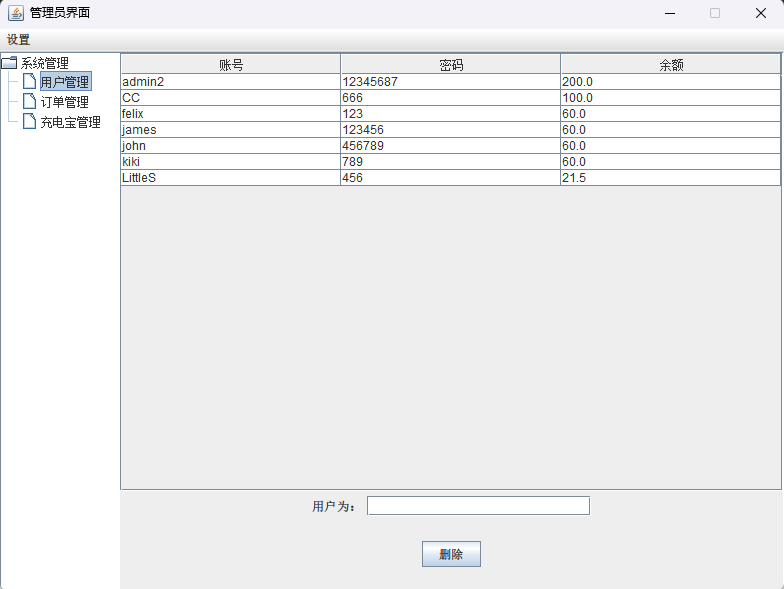 管理员界面
设置
系统管理
用户管理
订单管理
充电宝管理
账号 密码 余额
admin2 12345687 200.0
CC 666 100.0
felix 123 60.0
james 123456 60.0
john 456789 60.0
kiki 789 60.0
LittleS 456 21.5
用户为：
删除